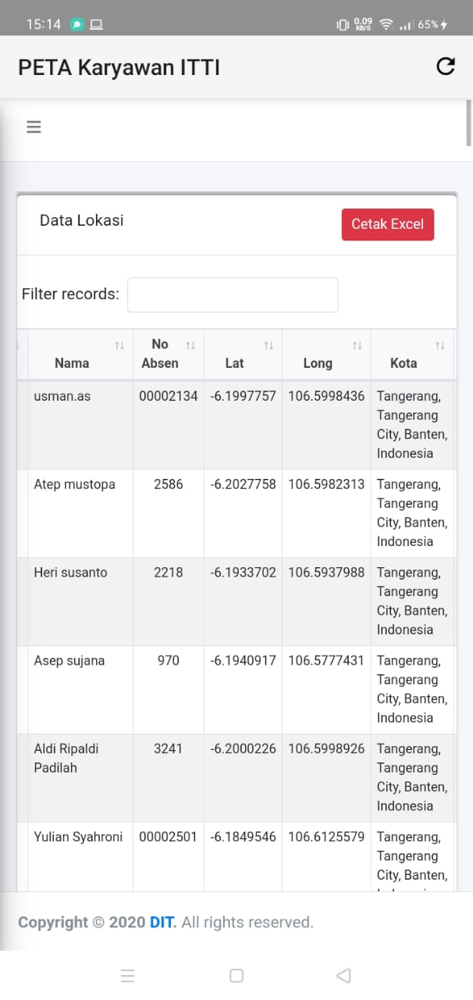 15:14 0.09 KB/S 65%
PETA Karyawan ITTI
Data Lokasi
Cetak Excel
Filter records:
Nama No Absen Lat Long Kota
usman.as 00002134 -6.1997757 106.5998436 Tangerang,
Tangerang
City, Banten,
Indonesia
Atep mustopa 2586 -6.2027758 106.5982313 Tangerang,
Tangerang
City, Banten,
Indonesia
Heri susanto 2218 -6.1933702 106.5937988 Tangerang,
Tangerang
City, Banten,
Indonesia
Asep sujana 970 -6.1940917 106.5777431 Tangerang,
Tangerang
City, Banten,
Indonesia
Aldi Ripaldi 3241 -6.2000226 106.5998926 Tangerang,
Padilah Tangerang
City, Banten,
Indonesia
Yulian Syahroni 00002501 -6.1849546 106.6125579 Tangerang,
Tangerang
City, Banten,
Copyright © 2020 DIT. All rights reserved.